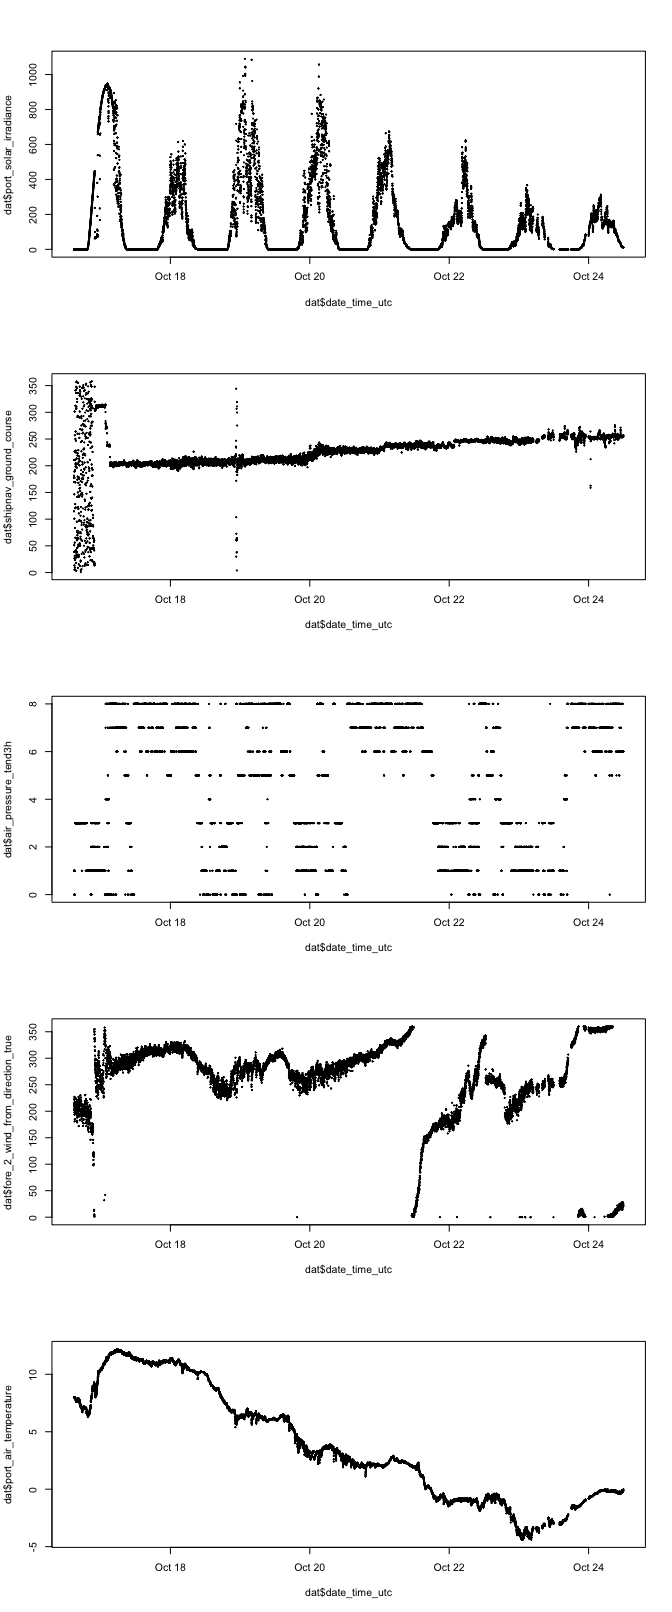 dat$port_solar_irradiance
0 200 400 600 800 1000
Oct 18 Oct 20 Oct 22 Oct 24
dat$date_time_utc
dat$shipnav_ground_course
0 50 100 150 200 250 300 350
Oct 18 Oct 20 Oct 22 Oct 24
dat$date_time_utc
dat$air_pressure_tend3h
0 2 4 6 8
Oct 18 Oct 20 Oct 22 Oct 24
dat$date_time_utc
dat$fore_2_wind_from_direction_true
0 50 100 150 200 250 300 350
Oct 18 Oct 20 Oct 22 Oct 24
dat$date_time_utc
dat$port_air_temperature
-5 0 5 10
Oct 18 Oct 20 Oct 22 Oct 24
dat$date_time_utc